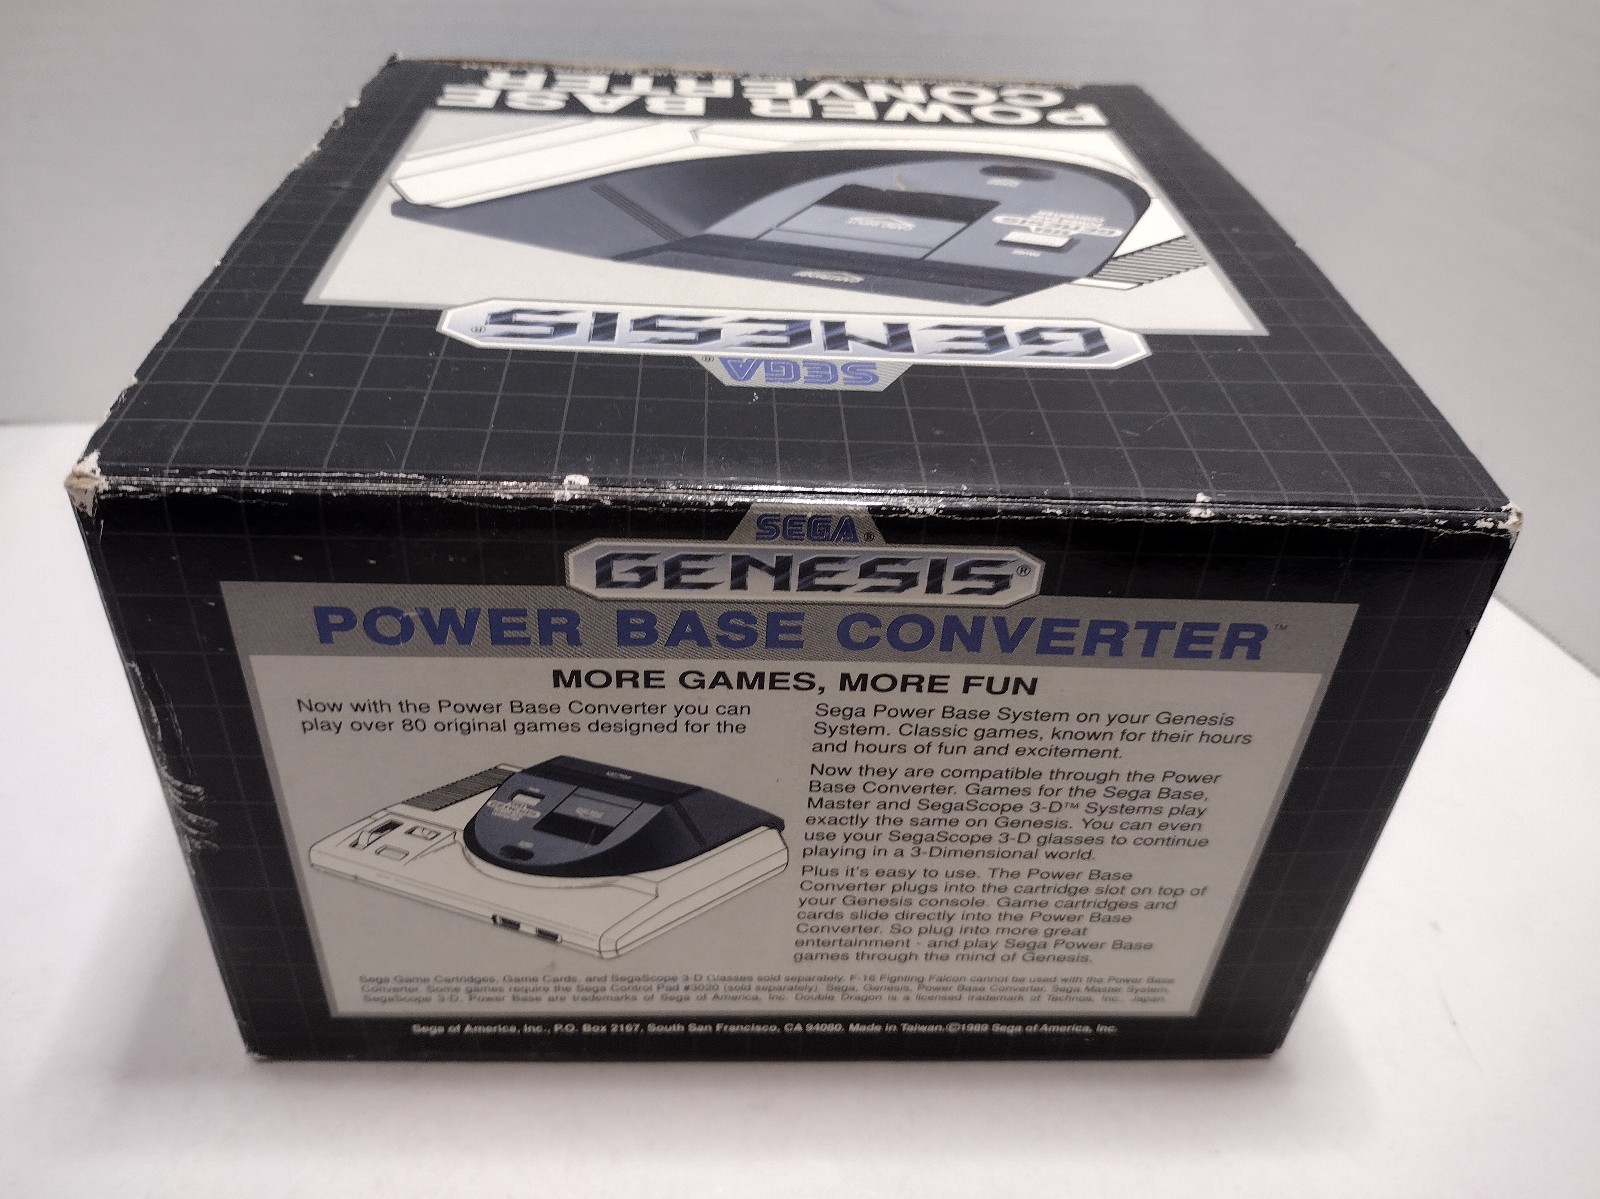 POWER BASE
CONVERTER
GENESIS®
SEGA®
SEGA®
GENESIS®
POWER BASE CONVERTER™
MORE GAMES, MORE FUN
Now with the Power Base Converter you can
play over 80 original games designed for the
Sega Power Base System on your Genesis
System. Classic games, known for their hours
and hours of fun and excitement.
Now they are compatible through the Power
Base Converter. Games for the Sega Base,
Master and SegaScope 3-D™ Systems play
exactly the same on Genesis. You can even
use your SegaScope 3-D glasses to continue
playing in a 3-Dimensional world.
Plus it's easy to use. The Power Base
Converter plugs into the cartridge slot on top of
your Genesis console. Game cartridges and
cards slide directly into the Power Base
Converter. So plug into more great
entertainment - and play Sega Power Base
games through the mind of Genesis.
Sega Game Cartridges, Game Cards, and SegaScope 3-D Glasses sold separately. F-16 Fighting Falcon cannot be used with the Power Base
Converter. Some games require the Sega Control Pad #3020 (sold separately). Sega, Genesis, Power Base Converter, Sega Master System,
SegaScope 3-D, Power Base are trademarks of Sega of America, Inc. Double Dragon is a licensed trademark of Technos, Inc., Japan.
Sega of America, Inc., P.O. Box 2167, South San Francisco, CA 94080. Made in Taiwan.©1989 Sega of America, Inc.